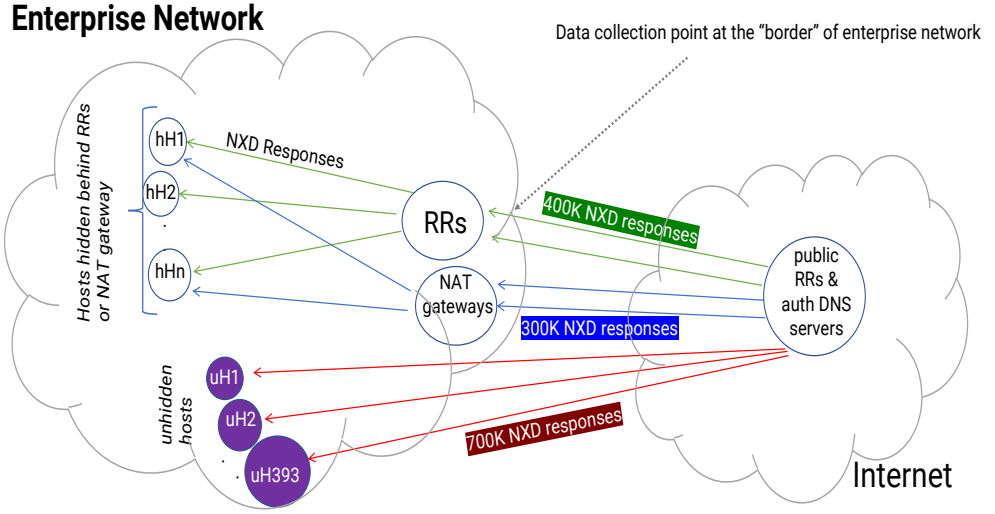 Enterprise Network
Data collection point at the “border” of enterprise network
Hosts hidden behind RRs
or NAT gateway
hH1
hH2
.
.
hHn
NXD Responses
RRs
NAT
gateways
400K NXD responses
300K NXD responses
public
RRs &
auth DNS
servers
unhidden
hosts
uH1
uH2
.
.
uH393
700K NXD responses
Internet